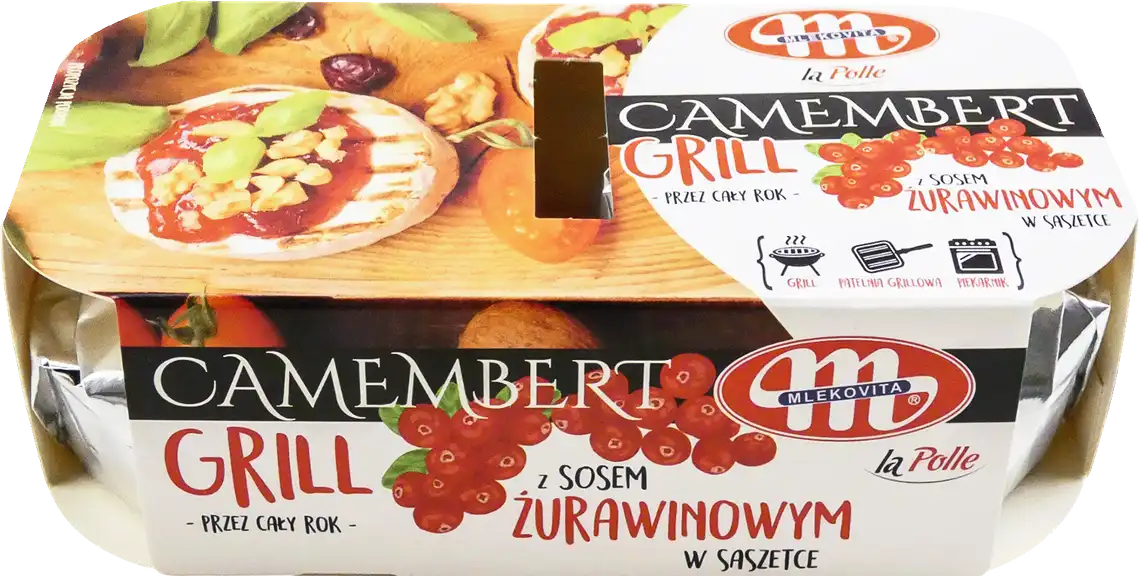 MLEKOVITA
la Polle
CAMEMBERT
GRILL
- PRZEZ CAŁY ROK -
z SOSEM
ŻURAWINOWYM
W SASZETCE
GRILL
PATELNIA GRILLOWA
PIEKARNIK
CAMEMBERT
MLEKOVITA ®
la Polle
GRILL
- PRZEZ CAŁY ROK -
z SOSEM
ŻURAWINOWYM
W SASZETCE